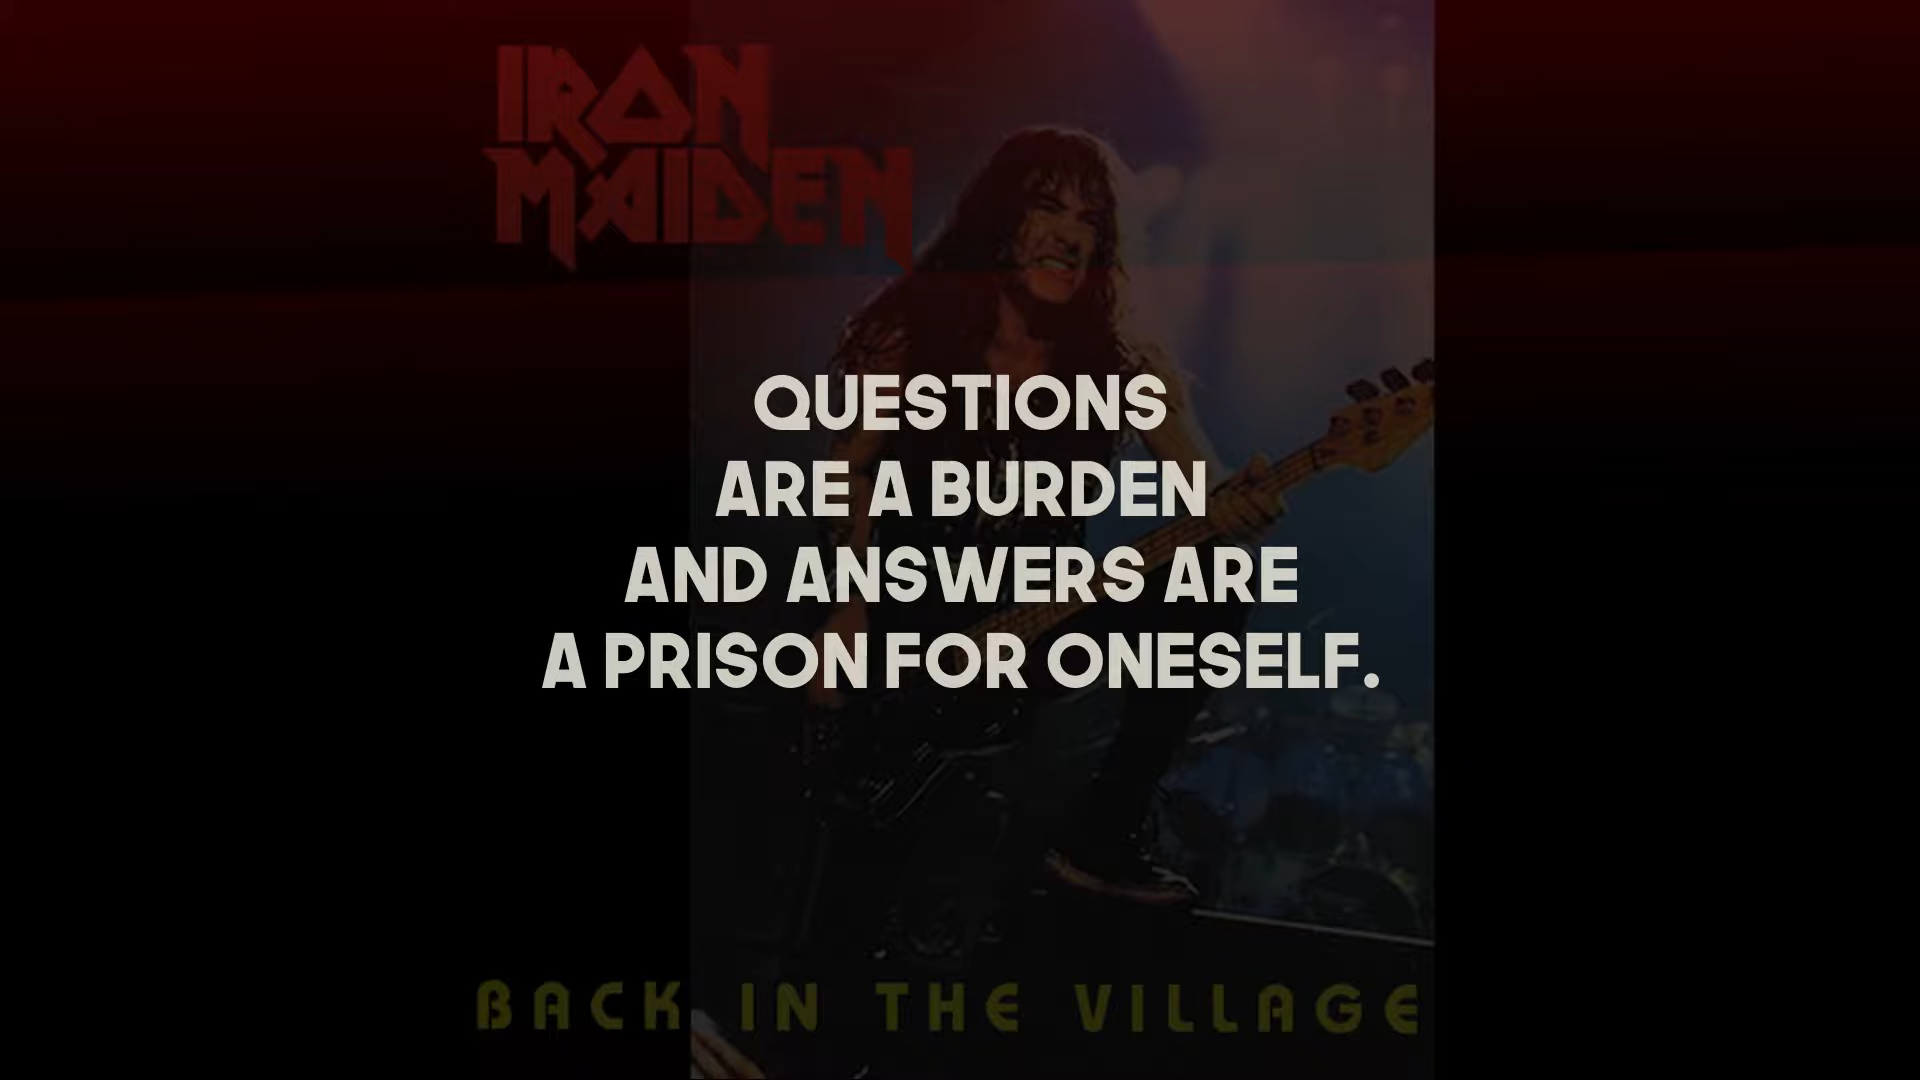 IRON
MAIDEN
QUESTIONS
ARE A BURDEN
AND ANSWERS ARE
A PRISON FOR ONESELF.
BACK IN THE VILLAGE